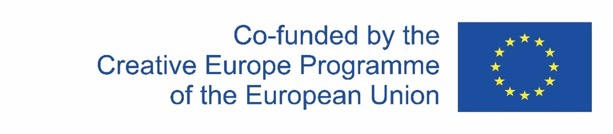 Co-funded by the
Creative Europe Programme
of the European Union